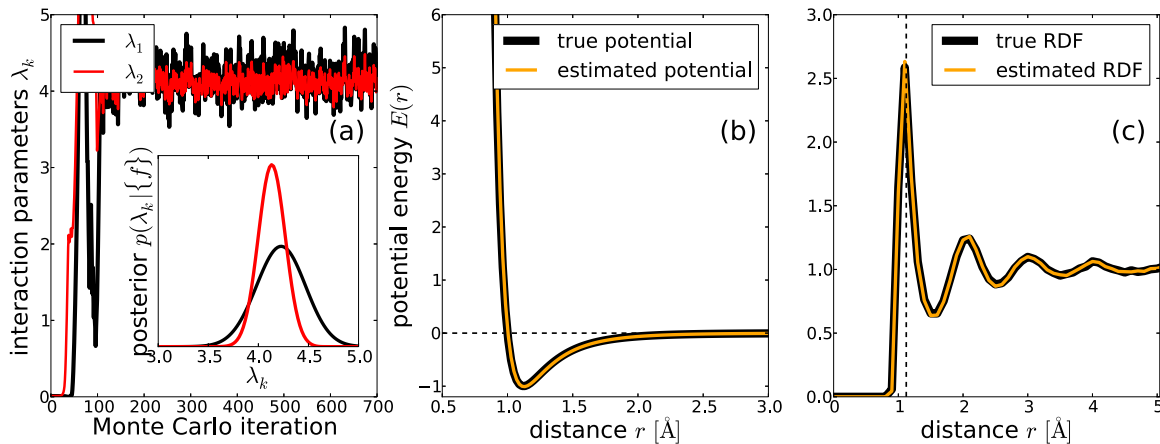 interaction parameters λ_k
5
4
3
2
1
0
λ₁
λ₂
(a)
posterior p(λ_k|{f})
3.0 3.5 4.0 4.5 5.0
λ_k
0 100 200 300 400 500 600 700
Monte Carlo iteration
potential energy E(r)
6
5
4
3
2
1
0
−1
true potential
estimated potential
(b)
0.5 1.0 1.5 2.0 2.5 3.0
distance r [Å]
3.0
2.5
2.0
1.5
1.0
0.5
0.0
true RDF
estimated RDF
(c)
0 1 2 3 4 5
distance r [Å]